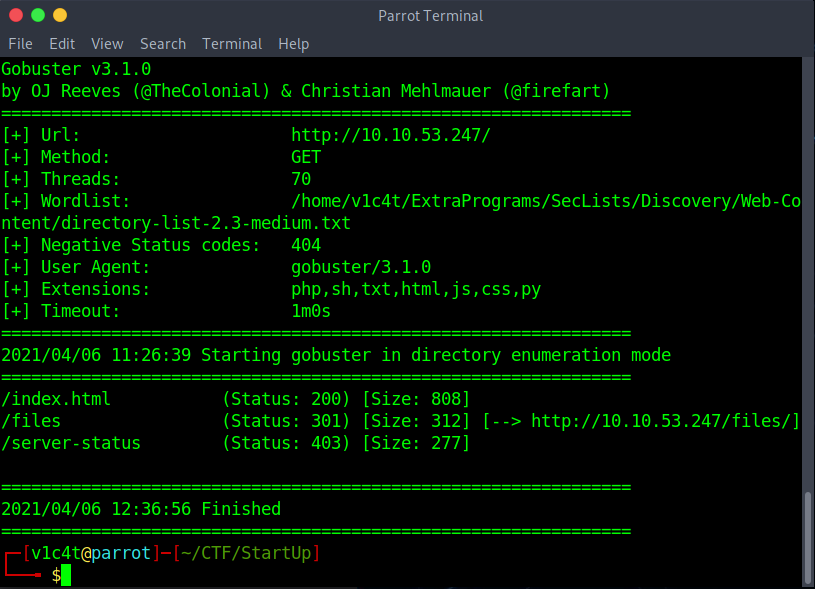 Parrot Terminal
File Edit View Search Terminal Help
Gobuster v3.1.0
by OJ Reeves (@TheColonial) & Christian Mehlmauer (@firefart)
===============================================================
[+] Url:                     http://10.10.53.247/
[+] Method:                  GET
[+] Threads:                 70
[+] Wordlist:                /home/v1c4t/ExtraPrograms/SecLists/Discovery/Web-Co
ntent/directory-list-2.3-medium.txt
[+] Negative Status codes:   404
[+] User Agent:              gobuster/3.1.0
[+] Extensions:              php,sh,txt,html,js,css,py
[+] Timeout:                 1m0s
===============================================================
2021/04/06 11:26:39 Starting gobuster in directory enumeration mode
===============================================================
/index.html           (Status: 200) [Size: 808]
/files                (Status: 301) [Size: 312] [--> http://10.10.53.247/files/]
/server-status        (Status: 403) [Size: 277]
===============================================================
2021/04/06 12:36:56 Finished
===============================================================
┌─[v1c4t@parrot]─[~/CTF/StartUp]
└──╼ $